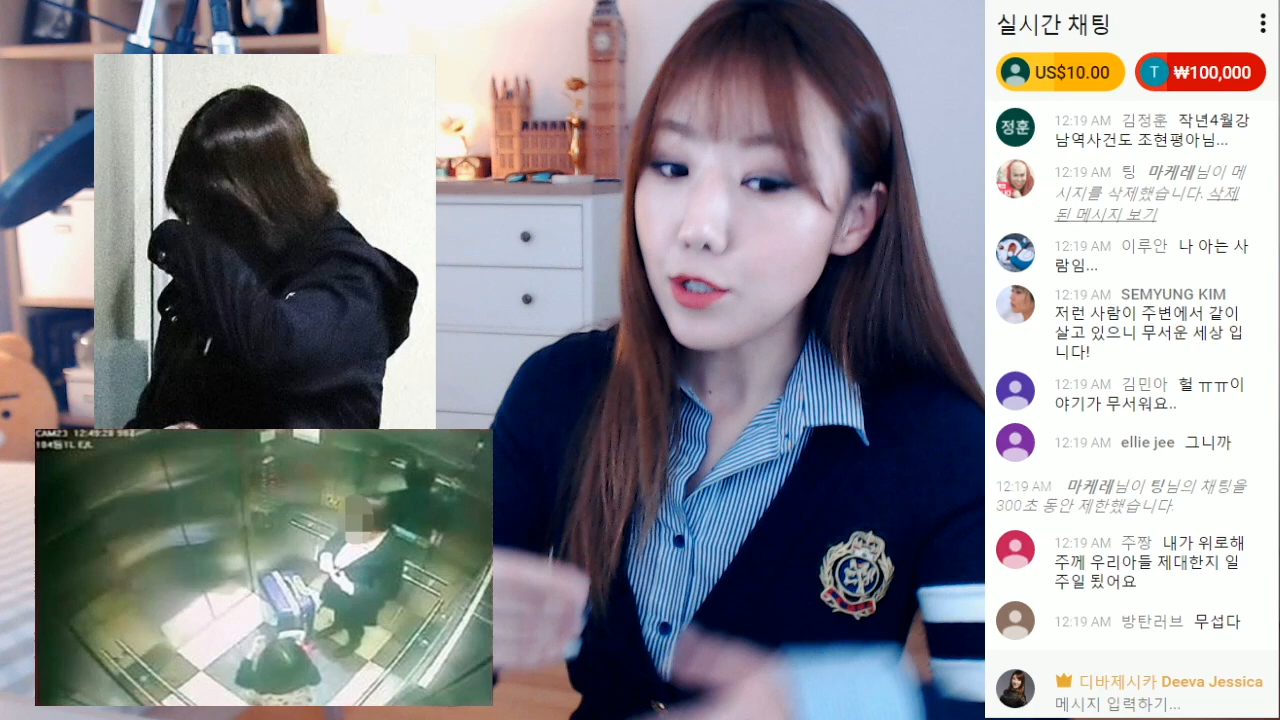 CAM23 12:49:28
실시간 채팅
US$10.00
T ₩100,000
정훈
12:19 AM 김정훈 작년4월강
남역사건도 조현평아님...
12:19 AM 팅 마케레님이 메
시지를 삭제했습니다. 삭제
된 메시지 보기
12:19 AM 이루안 나 아는 사
람임...
12:19 AM SEMYUNG KIM
저런 사람이 주변에서 같이
살고 있으니 무서운 세상 입
니다!
12:19 AM 김민아 헐 ㅠㅠ이
야기가 무서워요..
12:19 AM ellie jee 그니까
12:19 AM 마케레님이 팅님의 채팅을
300초 동안 제한했습니다.
12:19 AM 주짱 내가 위로해
주께 우리아들 제대한지 일
주일 됬어요
12:19 AM 방탄러브 무섭다
디바제시카 Deeva Jessica
메시지 입력하기...